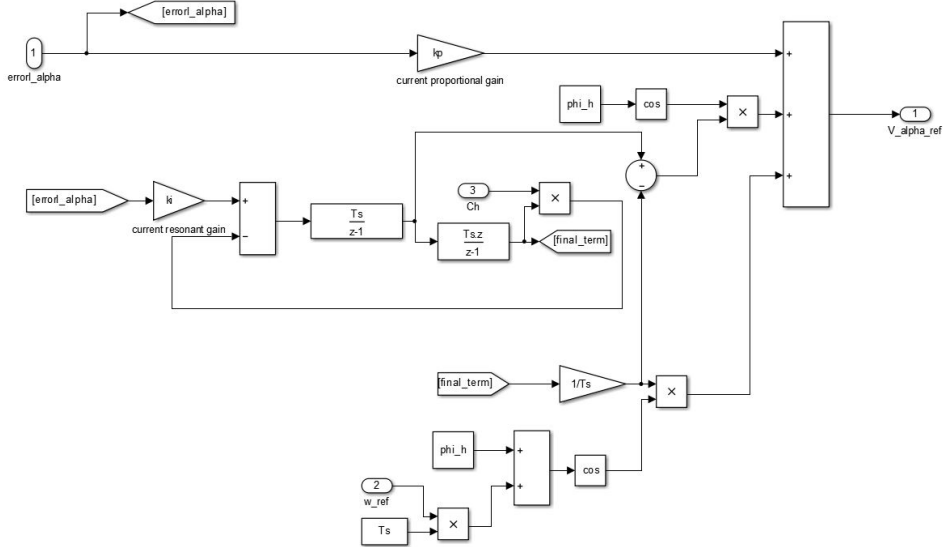 [errorI_alpha]
1
errorI_alpha
kp
current proportional gain
+
phi_h
cos
×
+
1
V_alpha_ref
+
−
+
[errorI_alpha]
ki
current resonant gain
+
−
Ts
z-1
3
Ch
×
Ts.z
z-1
[final_term]
[final_term]
1/Ts
×
phi_h
+
+
cos
2
w_ref
×
Ts